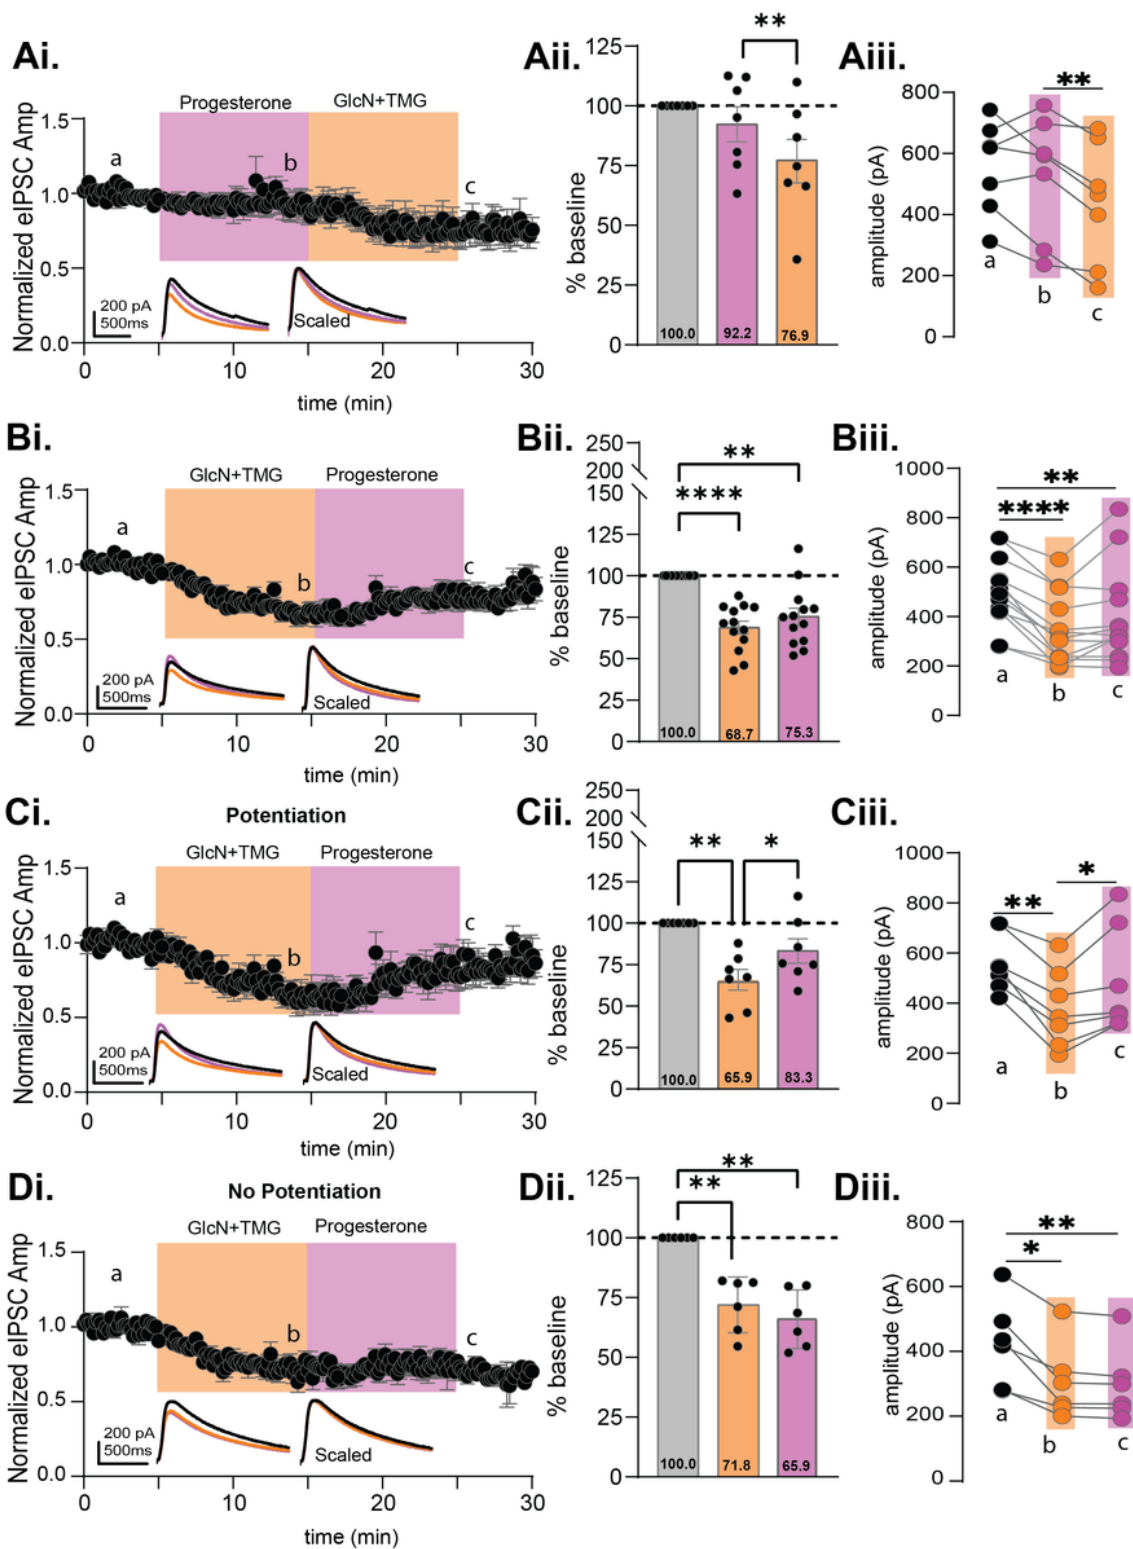 Ai.
Normalized eIPSC Amp
1.5
1.0
0.5
0.0
Progesterone
GlcN+TMG
a
b
c
200 pA
500ms
Scaled
0
10
20
30
time (min)
Aii.
% baseline
125
100
75
50
25
0
**
100.0
92.2
76.9
Aiii.
amplitude (pA)
800
600
400
200
0
**
a
b
c
Bi.
Normalized eIPSC Amp
1.5
1.0
0.5
0.0
GlcN+TMG
Progesterone
a
b
c
200 pA
500ms
Scaled
0
10
20
30
time (min)
Bii.
% baseline
250
200
150
125
100
75
50
25
0
**
****
100.0
68.7
75.3
Biii.
amplitude (pA)
1000
800
600
400
200
0
**
****
a
b
c
Ci.
Potentiation
Normalized eIPSC Amp
1.5
1.0
0.5
0.0
GlcN+TMG
Progesterone
a
b
c
200 pA
500ms
Scaled
0
10
20
30
time (min)
Cii.
% baseline
250
200
150
125
100
75
50
25
0
**
*
100.0
65.9
83.3
Ciii.
amplitude (pA)
1000
800
600
400
200
0
**
*
a
b
c
Di.
No Potentiation
Normalized eIPSC Amp
1.5
1.0
0.5
0.0
GlcN+TMG
Progesterone
a
b
c
200 pA
500ms
Scaled
0
10
20
30
time (min)
Dii.
% baseline
125
100
75
50
25
0
**
**
100.0
71.8
65.9
Diii.
amplitude (pA)
800
600
400
200
0
**
*
a
b
c